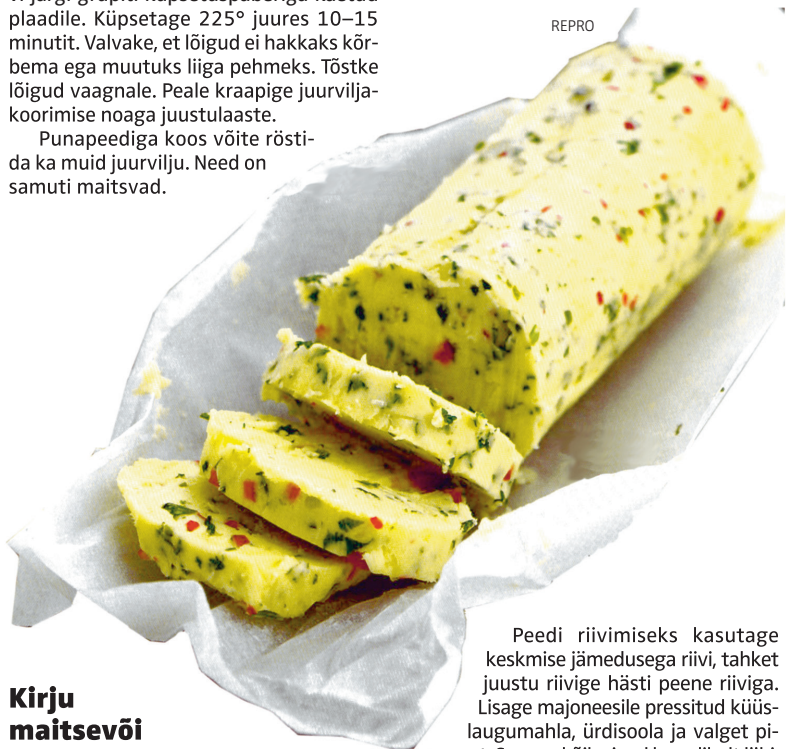 plaadile. Küpsetage 225° juures 10–15
minutit. Valvake, et lõigud ei hakkaks kõr-
bema ega muutuks liiga pehmeks. Tõstke
lõigud vaagnale. Peale kraapige juurvilja-
koorimise noaga juustulaaste.
Punapeediga koos võite rösti-
da ka muid juurvilju. Need on
samuti maitsvad.
REPRO
Kirju
maitsevõi
Peedi riivimiseks kasutage
keskmise jämedusega riivi, tahket
juustu riivige hästi peene riiviga.
Lisage majoneesile pressitud küüs-
laugumahla, ürdisoola ja valget pi-